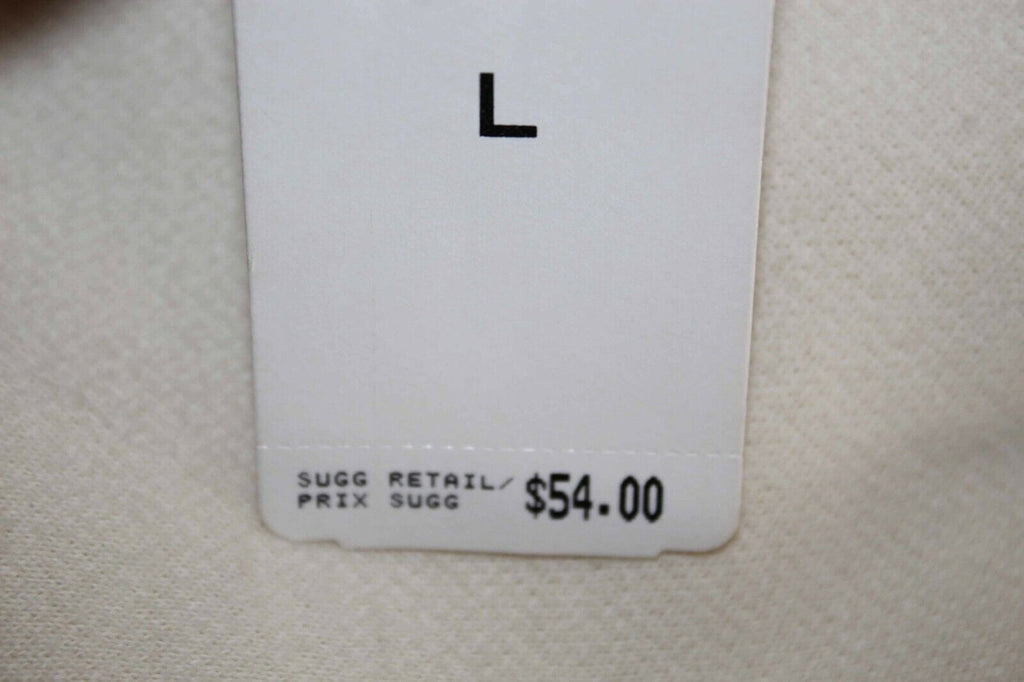 L
SUGG RETAIL/
PRIX SUGG
$54.00